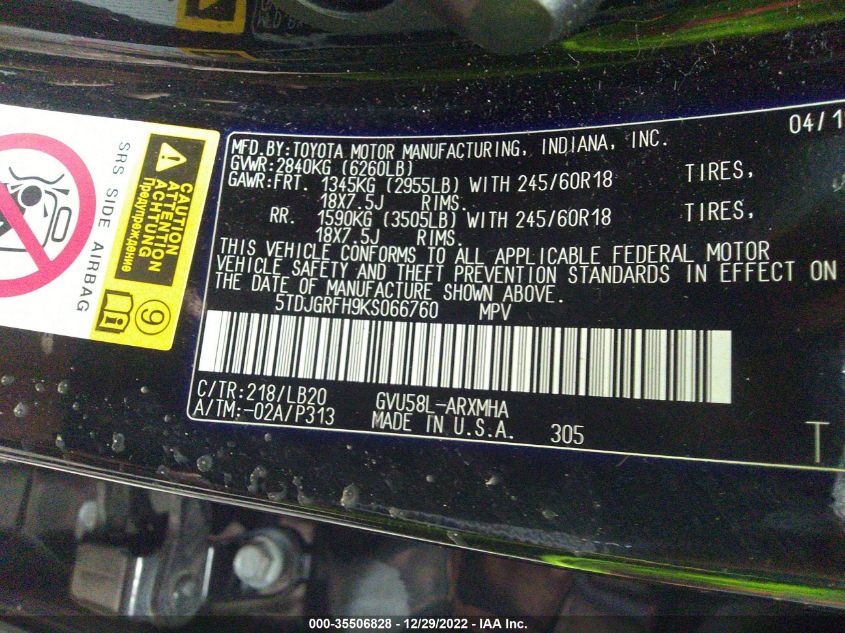 SRS SIDE AIRBAG
CAUTION
ACHTUNG
Предупреждение
9
04/1
MFD.BY:TOYOTA MOTOR MANUFACTURING, INDIANA, INC.
GVWR:2840KG (6260LB)
GAWR:FRT. 1345KG (2955LB) WITH 245/60R18 TIRES,
18X7.5J RIMS.
RR. 1590KG (3505LB) WITH 245/60R18 TIRES,
18X7.5J RIMS.
THIS VEHICLE CONFORMS TO ALL APPLICABLE FEDERAL MOTOR
VEHICLE SAFETY AND THEFT PREVENTION STANDARDS IN EFFECT ON
THE DATE OF MANUFACTURE SHOWN ABOVE.
5TDJGRFH9KS066760 MPV
C/TR:218/LB20 GVU58L-ARXMHA
A/TM:-02A/P313 MADE IN U.S.A. 305
T
000-35506828 - 12/29/2022 - IAA Inc.